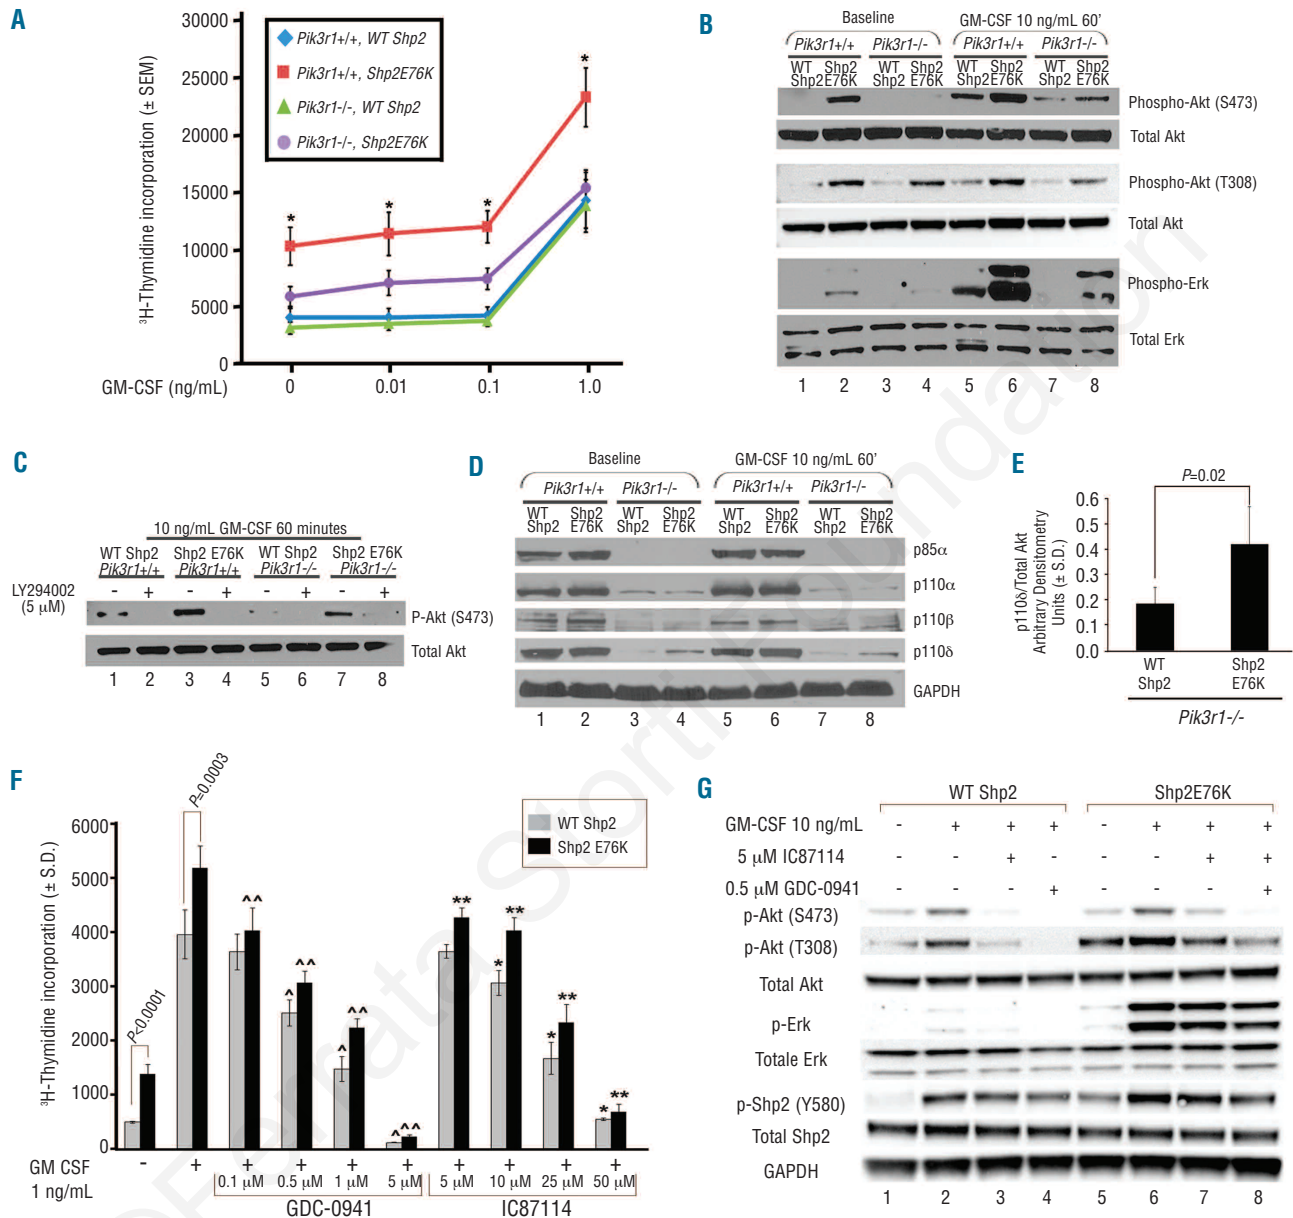 A
30000
25000
20000
15000
10000
5000
0
³H-Thymidine incorporation (± SEM)
Pik3r1+/+, WT Shp2
Pik3r1+/+, Shp2E76K
Pik3r1-/-, WT Shp2
Pik3r1-/-, Shp2E76K
* * * *
GM-CSF (ng/mL) 0 0.01 0.1 1.0
B
Baseline GM-CSF 10 ng/mL 60’
Pik3r1+/+ Pik3r1-/- Pik3r1+/+ Pik3r1-/-
WT Shp2 WT Shp2 WT Shp2 WT Shp2
Shp2 E76K Shp2 E76K Shp2 E76K Shp2 E76K
Phospho-Akt (S473)
Total Akt
Phospho-Akt (T308)
Total Akt
Phospho-Erk
Total Erk
1 2 3 4 5 6 7 8
C
10 ng/mL GM-CSF 60 minutes
WT Shp2 Shp2 E76K WT Shp2 Shp2 E76K
Pik3r1+/+ Pik3r1+/+ Pik3r1-/- Pik3r1-/-
LY294002 - + - + - + - +
(5 µM)
P-Akt (S473)
Total Akt
1 2 3 4 5 6 7 8
D
Baseline GM-CSF 10 ng/mL 60’
Pik3r1+/+ Pik3r1-/- Pik3r1+/+ Pik3r1-/-
WT Shp2 WT Shp2 WT Shp2 WT Shp2
Shp2 E76K Shp2 E76K Shp2 E76K Shp2 E76K
p85α
p110α
p110β
p110δ
GAPDH
1 2 3 4 5 6 7 8
E
P=0.02
p110δ/Total Akt
Arbitrary Densitometry
Units (± S.D.)
0.6
0.5
0.4
0.3
0.2
0.1
0.0
WT Shp2
Shp2 E76K
Pik3r1-/-
F
³H-Thymidine incorporation (± S.D.)
6000
5000
4000
3000
2000
1000
0
P<0.0001
P=0.0003
WT Shp2
Shp2 E76K
^^ ^ ^^ ^ ^^ ^ ^^ ** * ** * ** * **
GM CSF - + + + + + + + + +
1 ng/mL 0.1 µM 0.5 µM 1 µM 5 µM 5 µM 10 µM 25 µM 50 µM
GDC-0941 IC87114
G
WT Shp2 Shp2E76K
GM-CSF 10 ng/mL - + + + - + + +
5 µM IC87114 - - + - - - + +
0.5 µM GDC-0941 - - - + - - - +
p-Akt (S473)
p-Akt (T308)
Total Akt
p-Erk
Totale Erk
p-Shp2 (Y580)
Total Shp2
GAPDH
1 2 3 4 5 6 7 8
Ferrata Storti Foundation